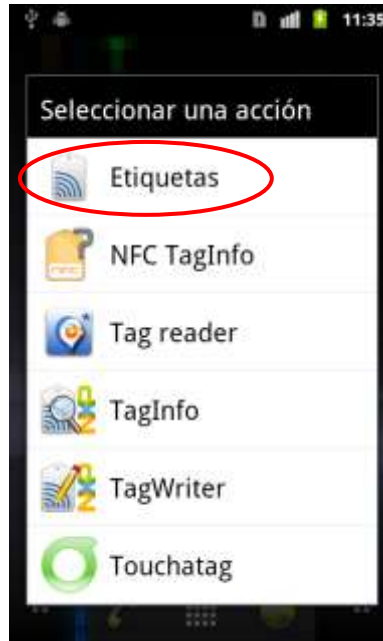 11:35
Seleccionar una acción
Etiquetas
NFC TagInfo
Tag reader
TagInfo
TagWriter
Touchatag